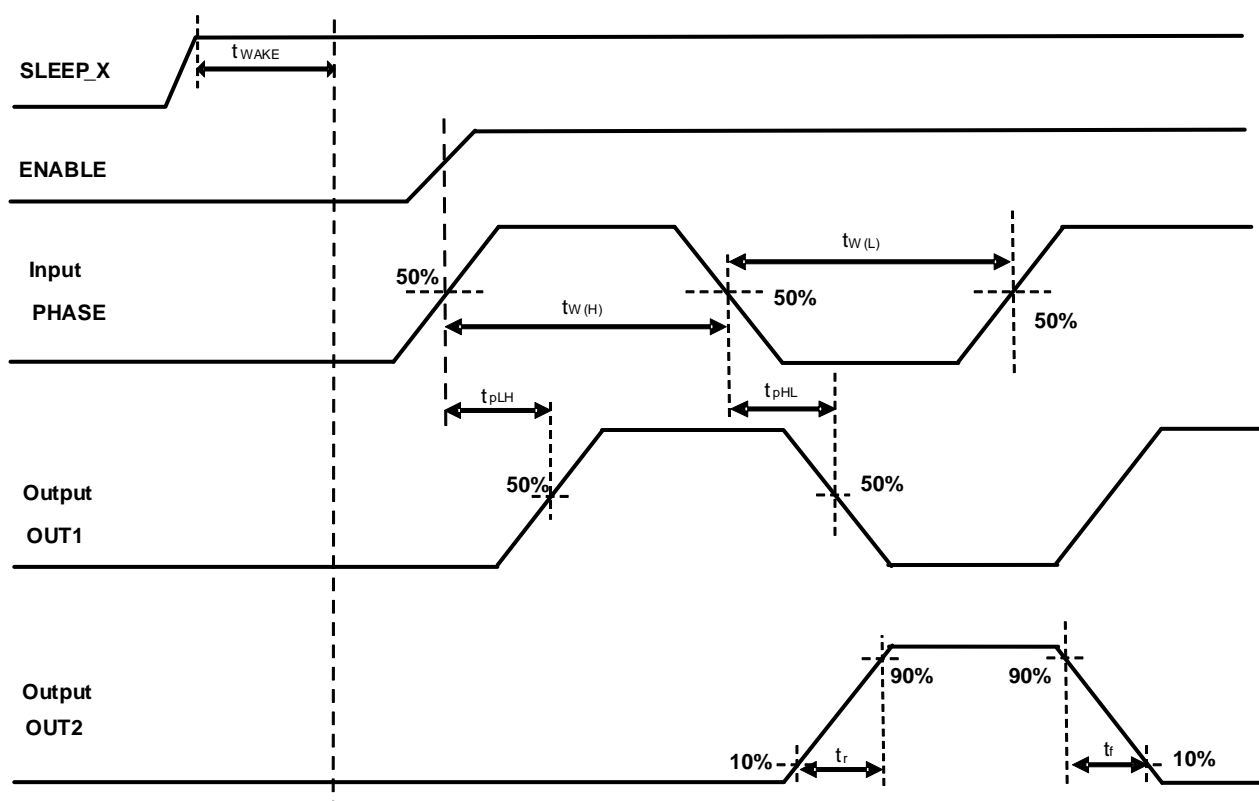 SLEEP_X
tWAKE
ENABLE
Input
PHASE
50%
tW(H)
50%
tW(L)
50%
tpLH
tpHL
Output
OUT1
50%
50%
Output
OUT2
90%
90%
10%
tr
tf
10%